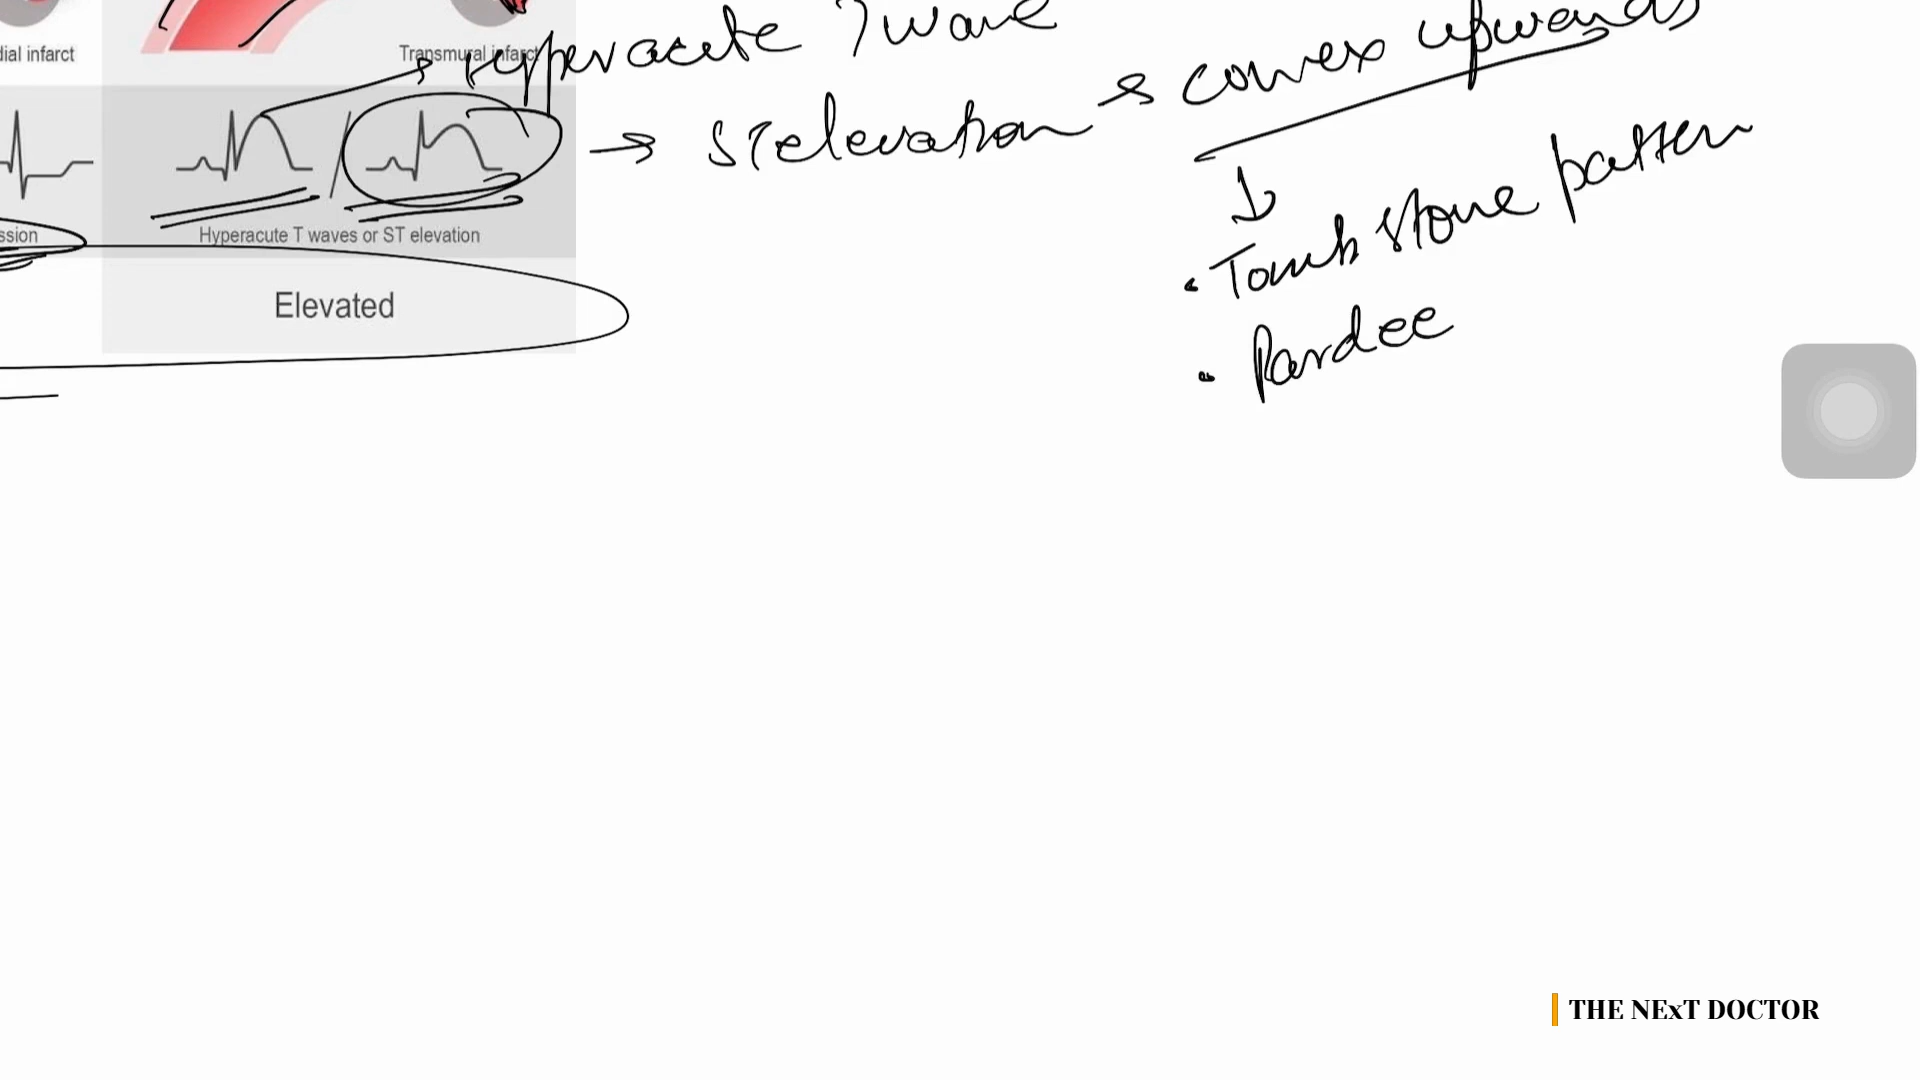 Hyperacute T wave
dial infarct
Transmural infarct
→ ST elevation → convex upwards
↓
• Tomb stone pattern
• Pardee
ssion
Hyperacute T waves or ST elevation
Elevated
THE NExT DOCTOR